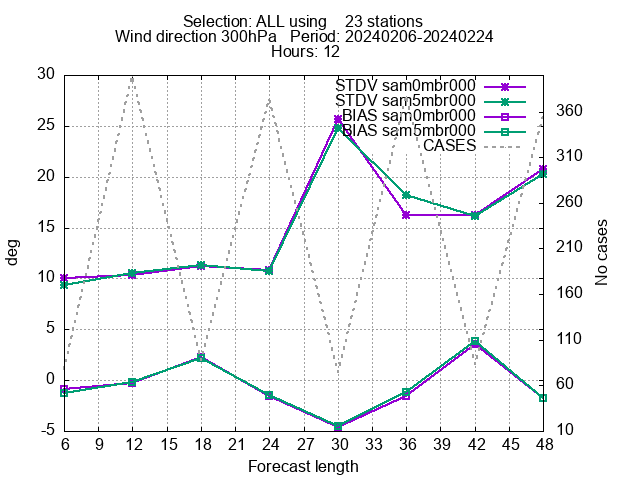 Selection: ALL using    23 stations
Wind direction 300hPa   Period: 20240206-20240224
Hours: 12
STDV sam0mbr000
STDV sam5mbr000
BIAS sam0mbr000
BIAS sam5mbr000
CASES
30
25
20
15
10
5
0
-5
deg
360
310
260
210
160
110
60
10
No cases
6 9 12 15 18 21 24 27 30 33 36 39 42 45 48
Forecast length